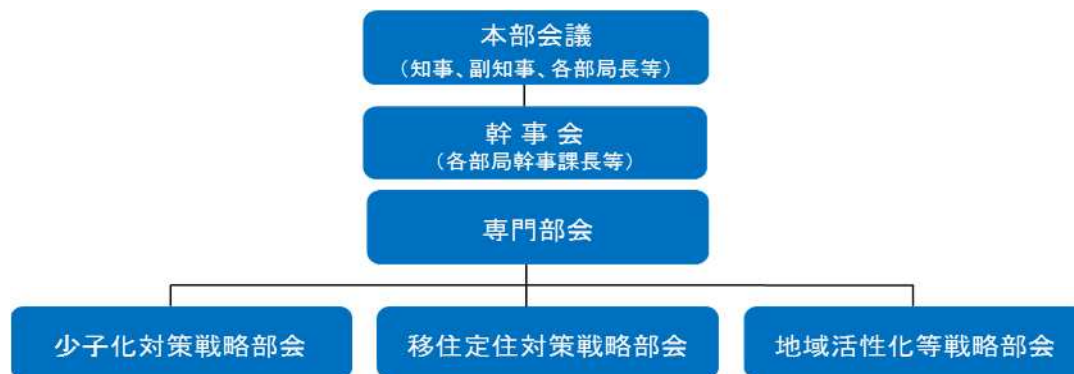 本部会議
（知事、副知事、各部局長等）
幹事会
（各部局幹事課長等）
専門部会
少子化対策戦略部会
移住定住対策戦略部会
地域活性化等戦略部会